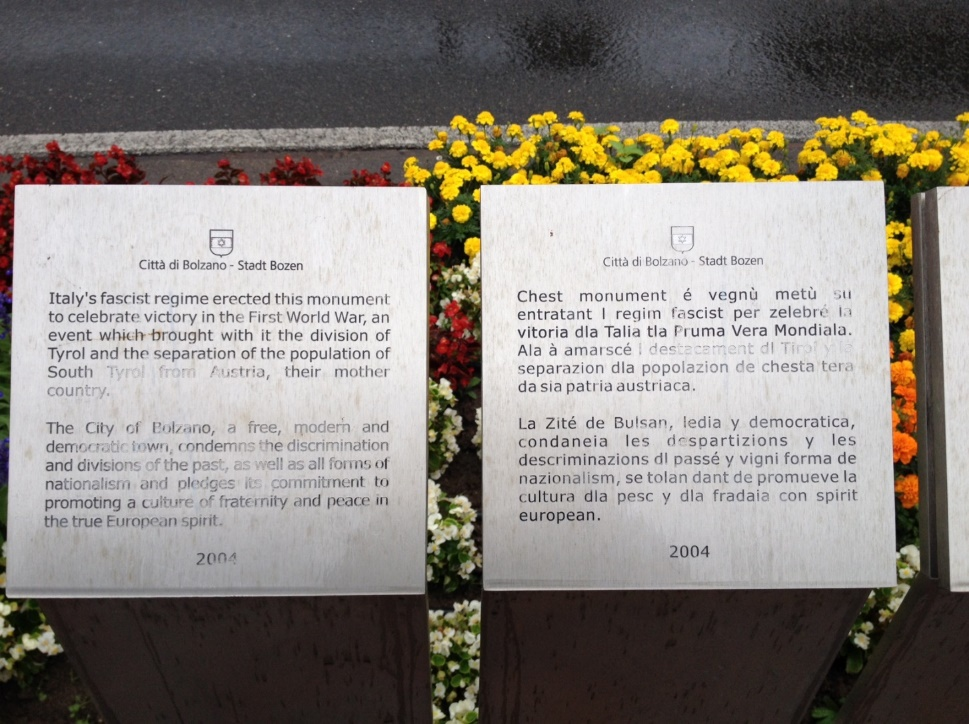 Città di Bolzano - Stadt Bozen
Italy's fascist regime erected this monument
to celebrate victory in the First World War, an
event which brought with it the division of
Tyrol and the separation of the population of
South Tyrol from Austria, their mother
country.
The City of Bolzano, a free, modern and
democratic town, condemns the discrimination
and divisions of the past, as well as all forms of
nationalism and pledges its commitment to
promoting a culture of fraternity and peace in
the true European spirit.
2004
Città di Bolzano - Stadt Bozen
Chest monument é vegnù metù su
entratant l regim fascist per zelebré la
vitoria dla Talia tla Pruma Vera Mondiala.
Ala à amarscé l destacament dl Tirol y la
separazion dla popolazion de chesta tera
da sia patria austriaca.
La Zité de Bulsan, ledia y democratica,
condaneia les despartizions y les
descriminazions dl passé y vigni forma de
nazionalism, se tolan dant de promueve la
cultura dla pesc y dla fradaia con spirit
european.
2004